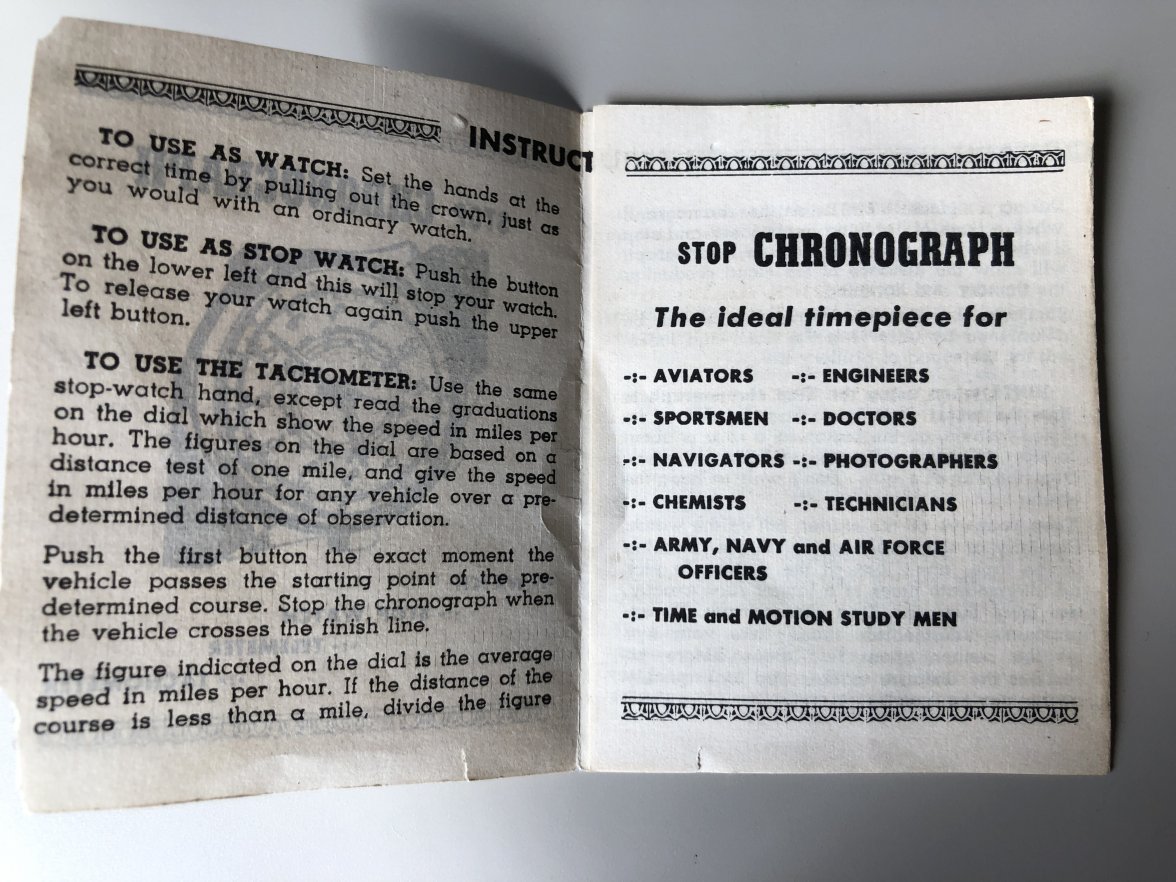 INSTRUCT
TO USE AS WATCH: Set the hands at the
correct time by pulling out the crown, just as
you would with an ordinary watch.
TO USE AS STOP WATCH: Push the button
on the lower left and this will stop your watch.
To release your watch again push the upper
left button.
TO USE THE TACHOMETER: Use the same
stop-watch hand, except read the graduations
on the dial which show the speed in miles per
hour. The figures on the dial are based on a
distance test of one mile, and give the speed
in miles per hour for any vehicle over a pre-
determined distance of observation.
Push the first button the exact moment the
vehicle passes the starting point of the pre-
determined course. Stop the chronograph when
the vehicle crosses the finish line.
The figure indicated on the dial is the average
speed in miles per hour. If the distance of the
course is less than a mile, divide the figure
STOP CHRONOGRAPH
The ideal timepiece for
-:- AVIATORS -:- ENGINEERS
-:- SPORTSMEN -:- DOCTORS
-:- NAVIGATORS -:- PHOTOGRAPHERS
-:- CHEMISTS -:- TECHNICIANS
-:- ARMY, NAVY and AIR FORCE
OFFICERS
-:- TIME and MOTION STUDY MEN